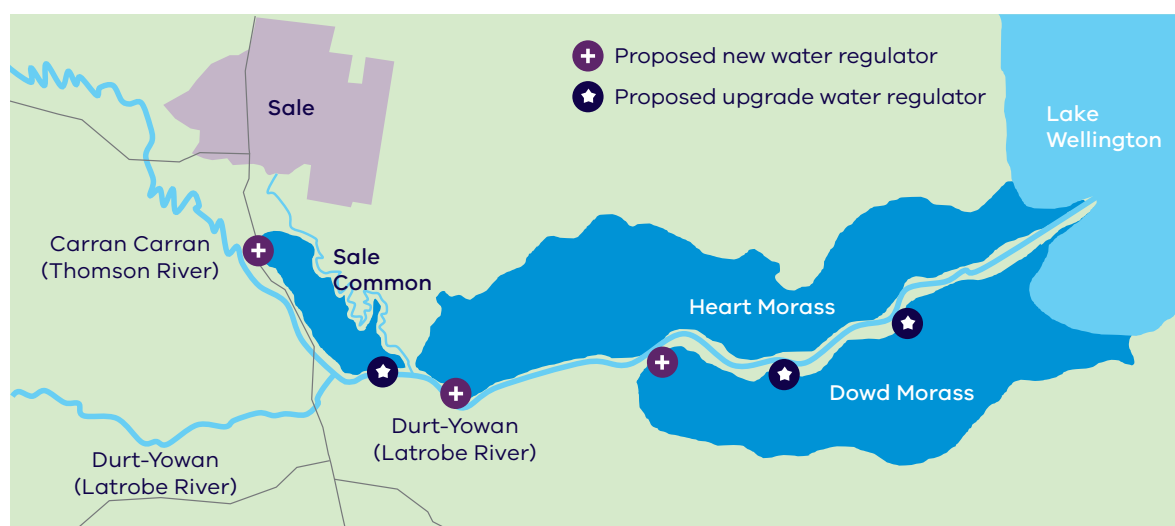 Proposed new water regulator
Proposed upgrade water regulator
Sale
Lake
Wellington
Carran Carran
(Thomson River)
Sale
Common
Heart Morass
Dowd Morass
Durt-Yowan
(Latrobe River)
Durt-Yowan
(Latrobe River)